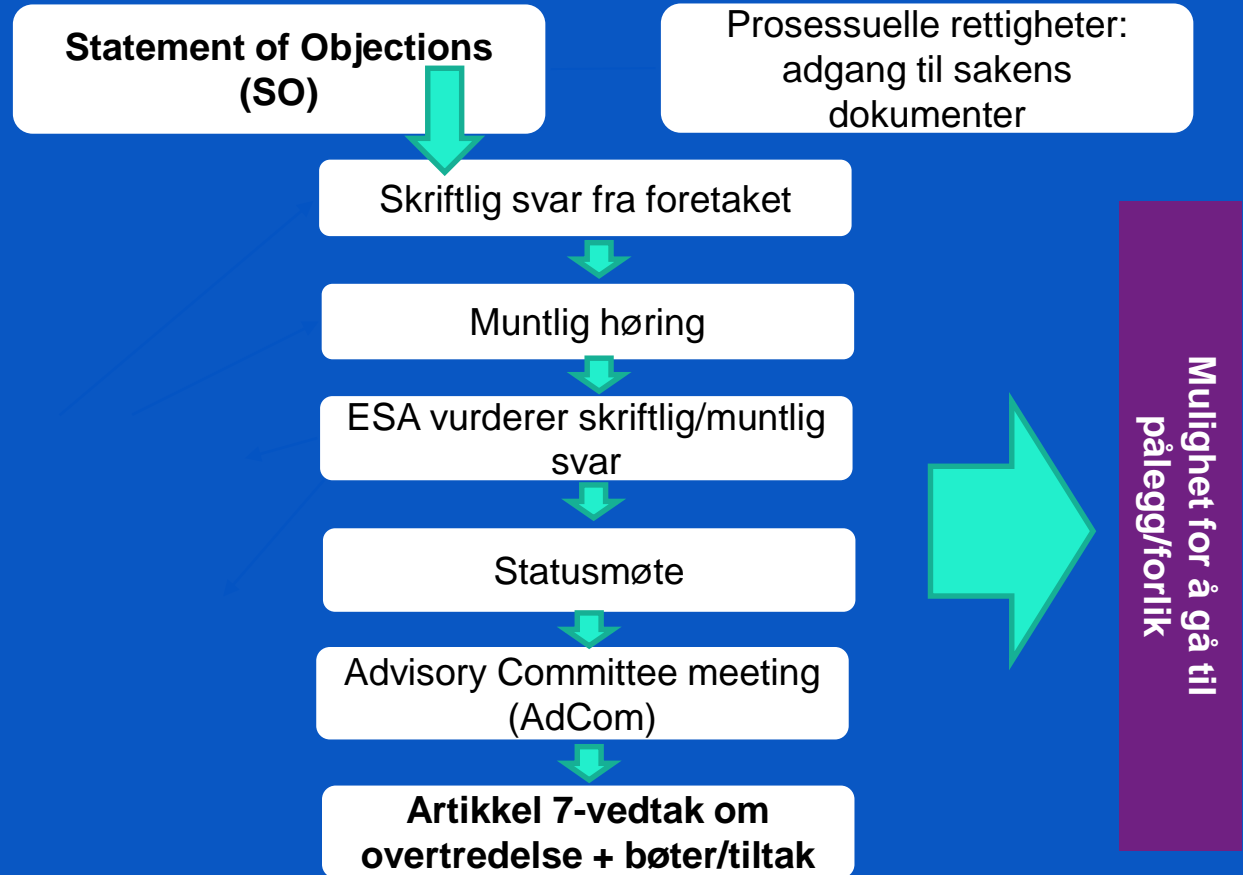 Statement of Objections
(SO)
Prosessuelle rettigheter:
adgang til sakens
dokumenter
Skriftlig svar fra foretaket
Muntlig høring
ESA vurderer skriftlig/muntlig
svar
Statusmøte
Advisory Committee meeting
(AdCom)
Artikkel 7-vedtak om
overtredelse + bøter/tiltak
Mulighet for å gå til
pålegg/forlik